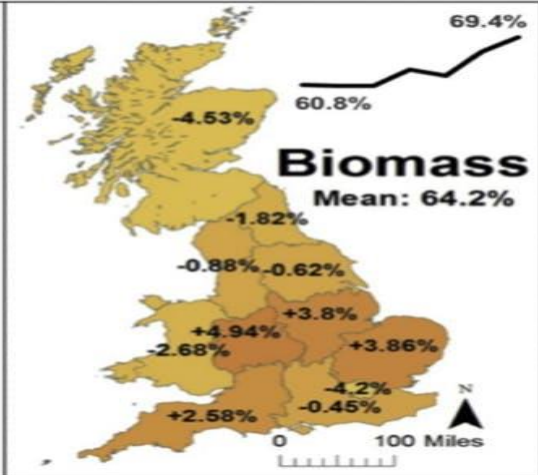 69.4%
60.8%
-4.53%
Biomass
Mean: 64.2%
-1.82%
-0.88% -0.62%
+3.8%
+4.94%
+3.86%
-2.68%
-4.2%
+2.58% -0.45%
N
0 100 Miles